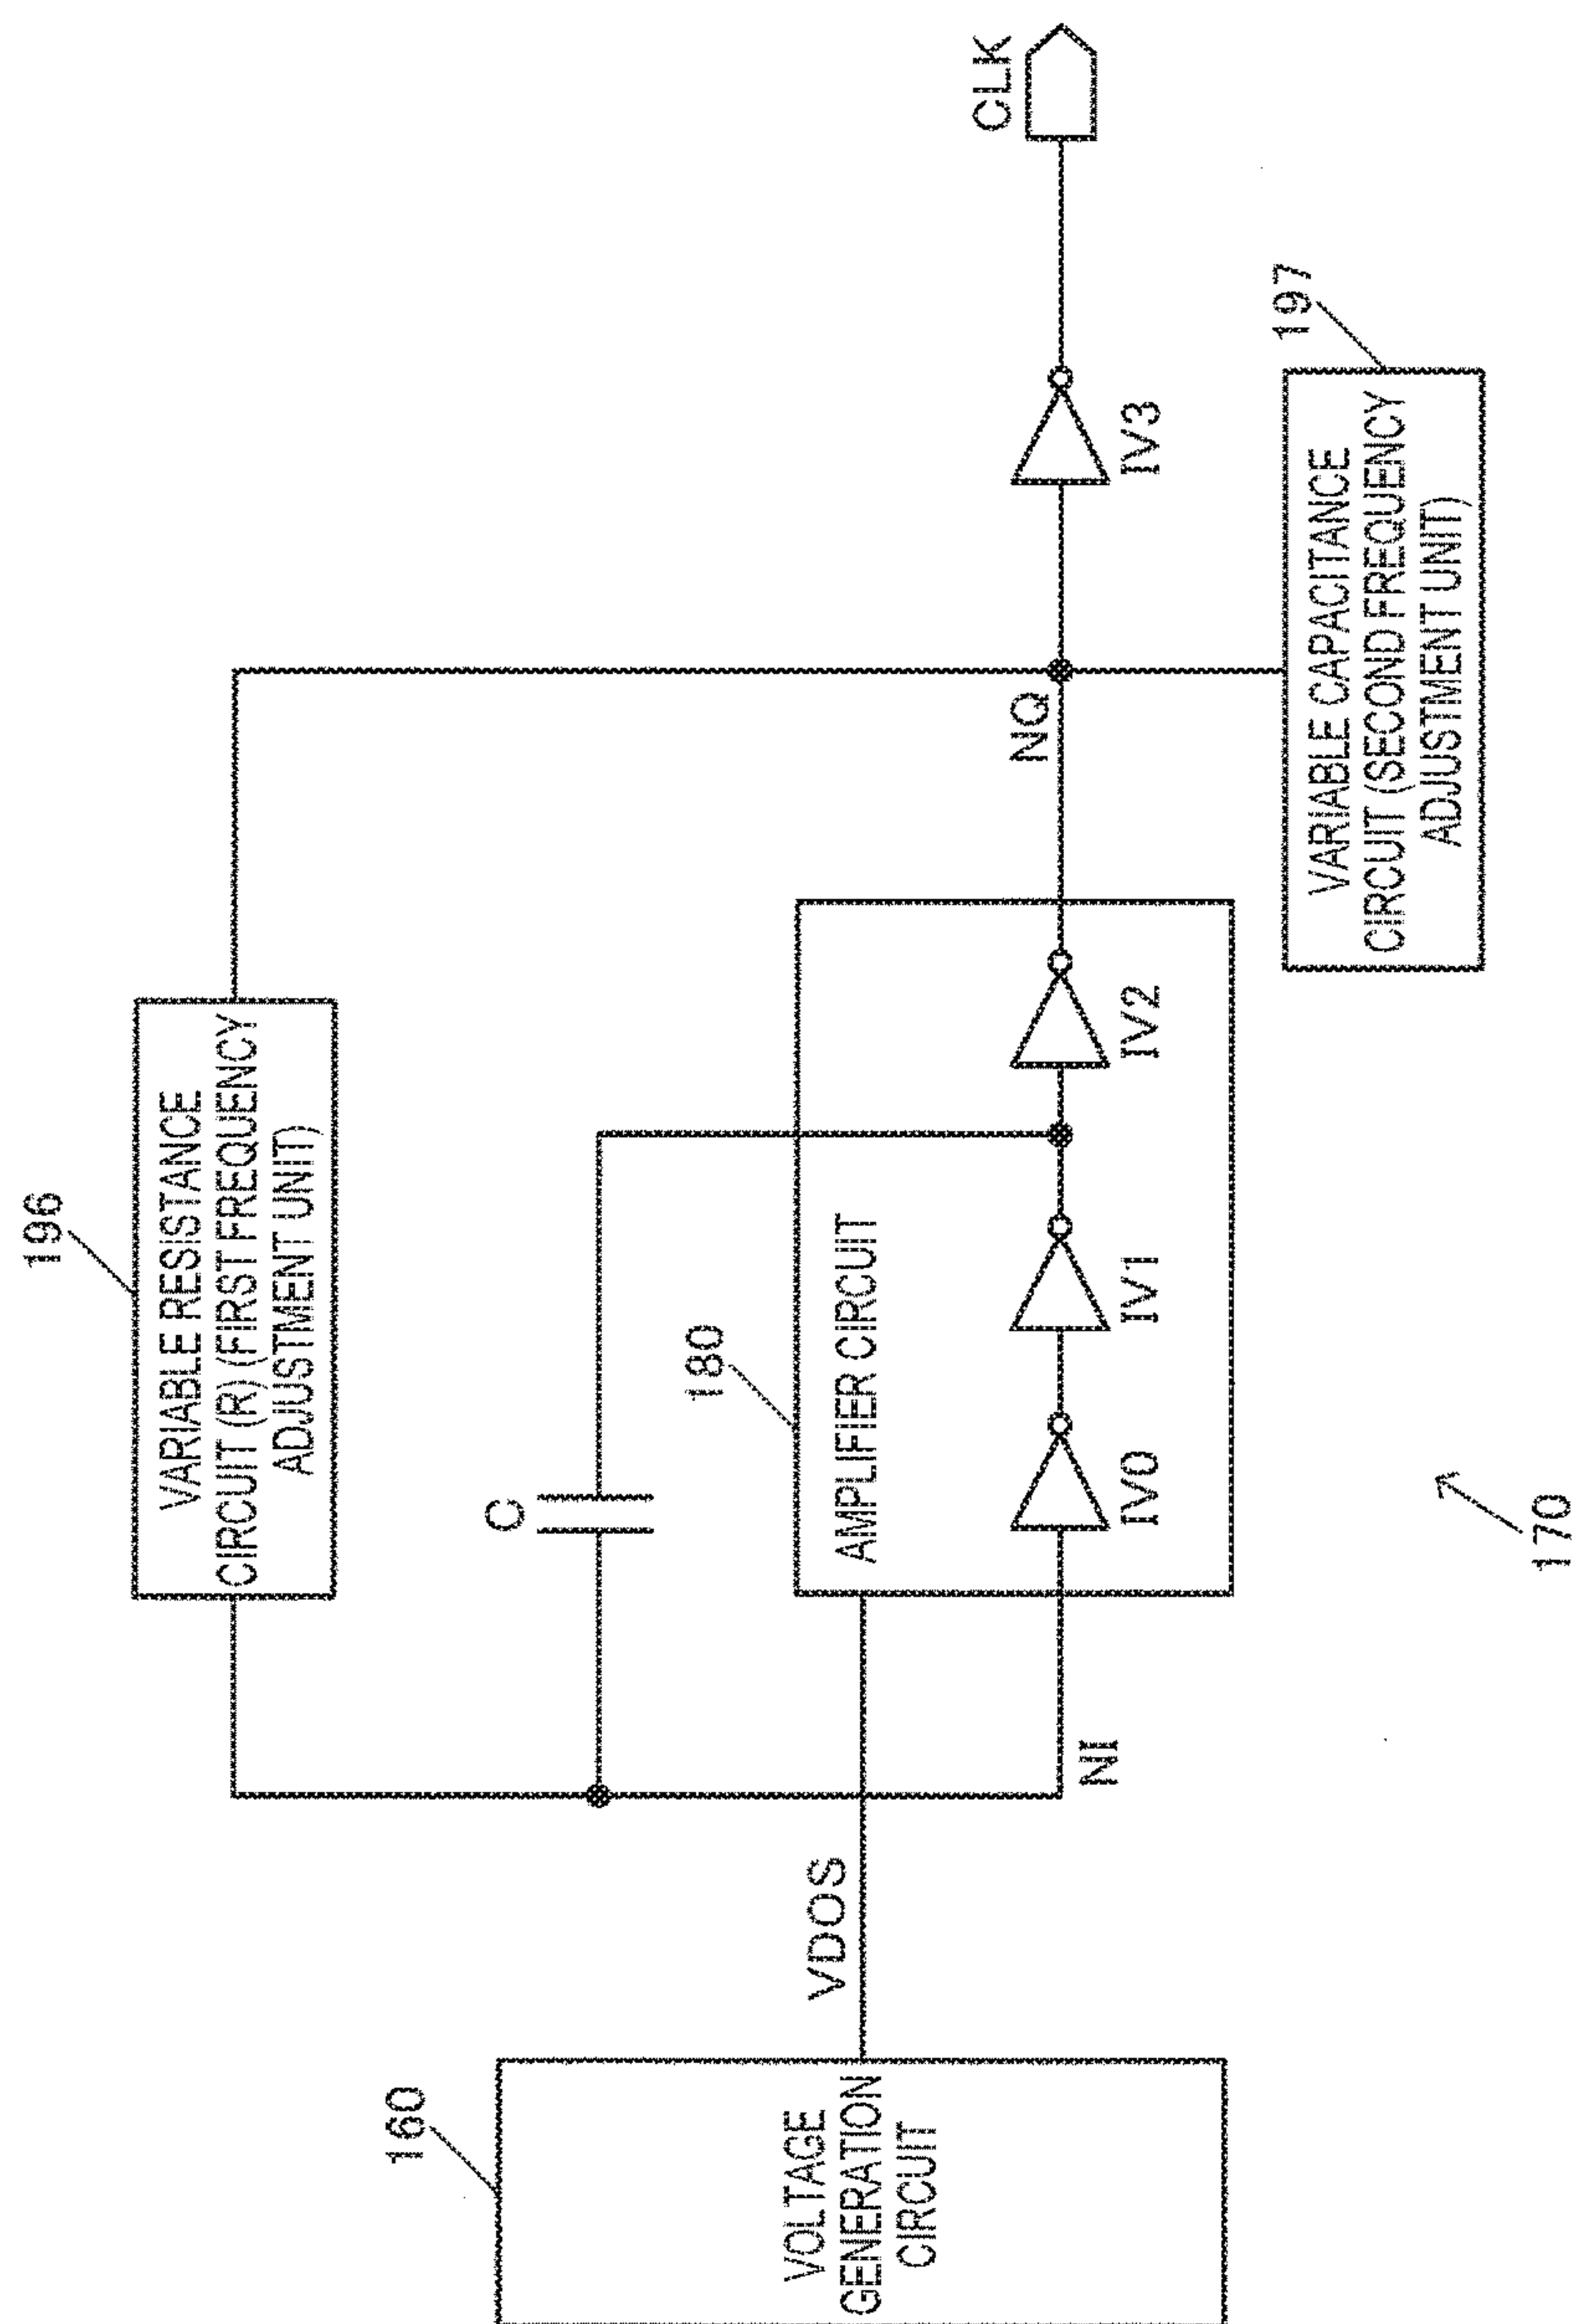 196
VARIABLE RESISTANCE
CIRCUIT (R) (FIRST FREQUENCY
ADJUSTMENT UNIT)
C
160
VOLTAGE
GENERATION
CIRCUIT
VDOS
180
AMPLIFIER CIRCUIT
NI
IV0
IV1
IV2
NQ
IV3
CLK
197
VARIABLE CAPACITANCE
CIRCUIT (SECOND FREQUENCY
ADJUSTMENT UNIT)
170